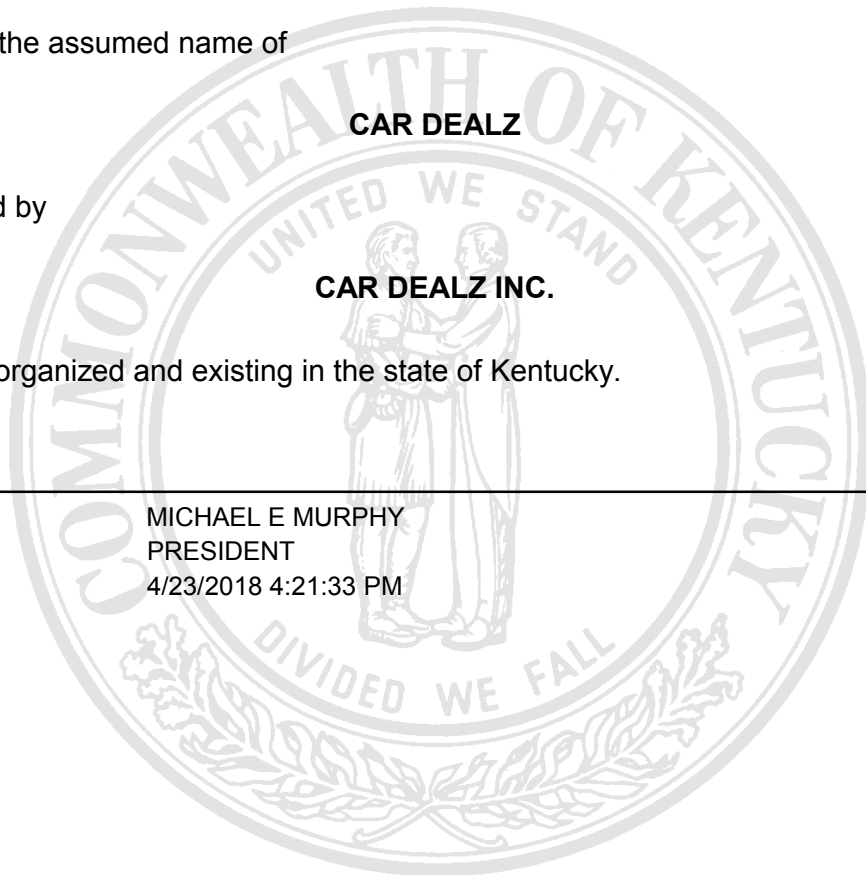 the assumed name of
CAR DEALZ
d by
CAR DEALZ INC.
organized and existing in the state of Kentucky.
MICHAEL E MURPHY
PRESIDENT
4/23/2018 4:21:33 PM
COMMONWEALTH OF KENTUCKY
UNITED WE STAND
DIVIDED WE FALL